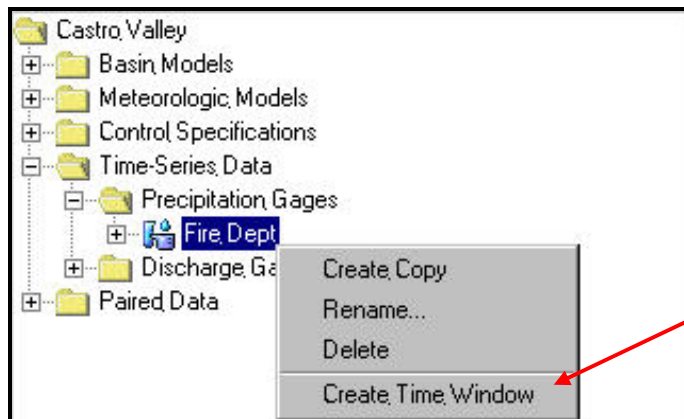 Castro Valley
Basin Models
Meteorologic Models
Control Specifications
Time-Series Data
Precipitation Gages
Fire Dept
Discharge Ga
Paired Data
Create Copy
Rename...
Delete
Create Time Window